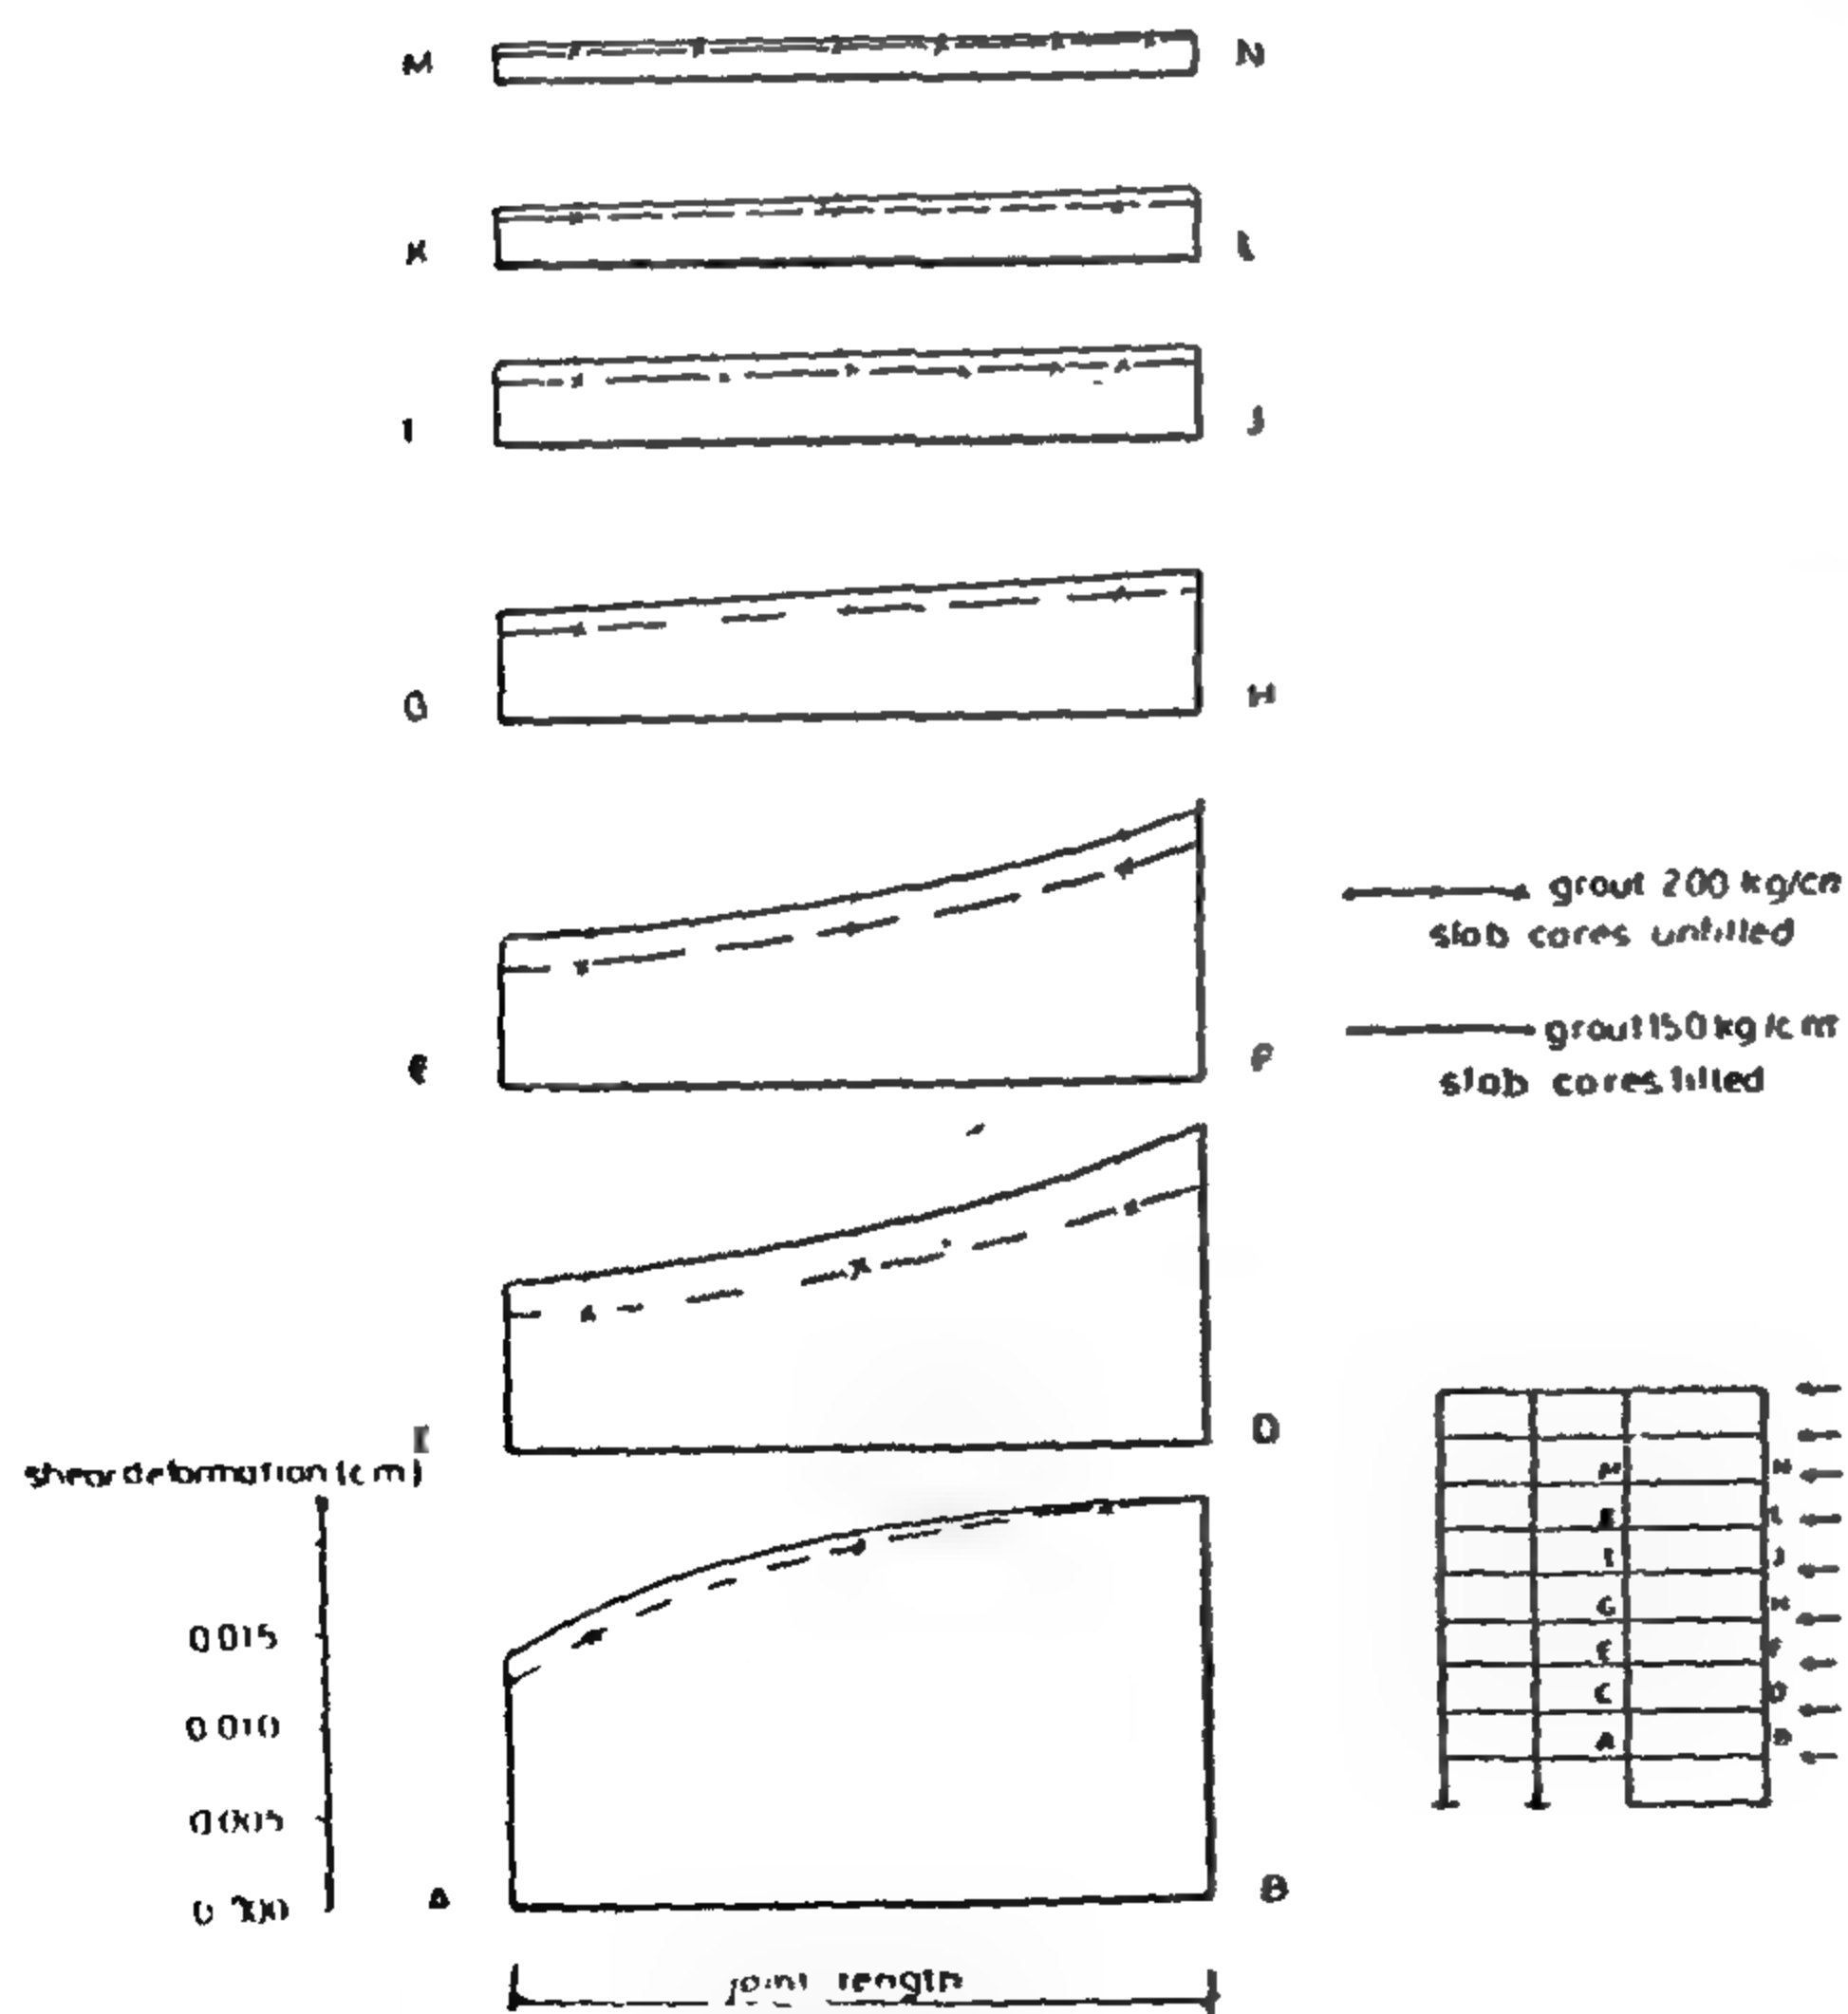 M N
K L
I J
G H
grout 200 kg/cm
slab cores unfilled
E F
grout 150 kg/cm
slab cores filled
D
shear deformation (cm)
M N
L
I J
G H
0 015
E F
0 010
C D
A B
0 005
A B
joint length